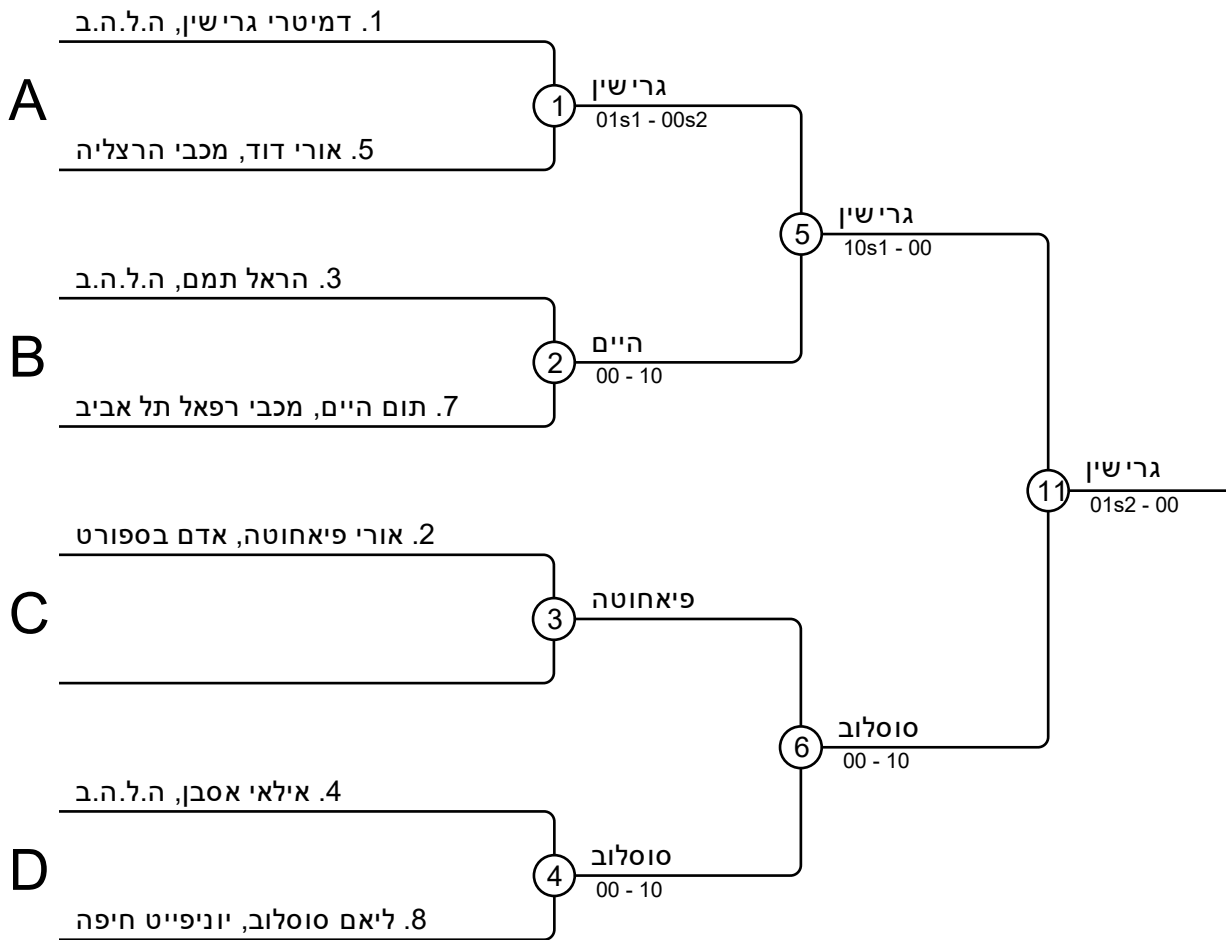 1. דמיטרי גרישין, ה.ל.ה.ב
A
1
גרישין
01s1 - 00s2
5. אורי דוד, מכבי הרצליה
5
גרישין
10s1 - 00
3. הראל תמם, ה.ל.ה.ב
B
2
היים
00 - 10
7. תום היים, מכבי רפאל תל אביב
11
גרישין
01s2 - 00
2. אורי פיאחוטה, אדם בספורט
C
3
פיאחוטה
6
סוסלוב
00 - 10
4. אילאי אסבן, ה.ל.ה.ב
D
4
סוסלוב
00 - 10
8. ליאם סוסלוב, יוניפייט חיפה